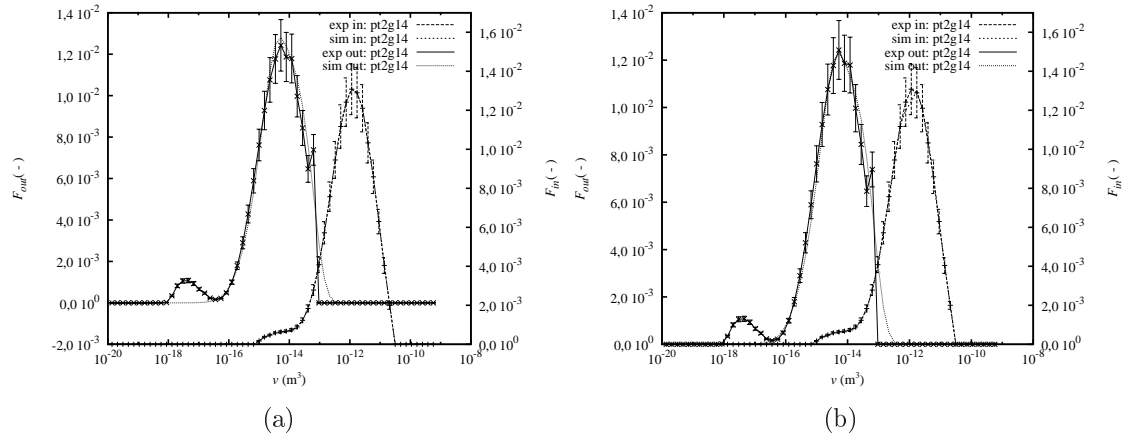 1,4 10-2
1,2 10-2
1,0 10-2
8,0 10-3
6,0 10-3
4,0 10-3
2,0 10-3
0,0 100
-2,0 10-3
Fout( - )
exp in: pt2g14
sim in: pt2g14
exp out: pt2g14
sim out: pt2g14
1,6 10-2
1,4 10-2
1,2 10-2
1,0 10-2
8,0 10-3
6,0 10-3
4,0 10-3
2,0 10-3
0,0 100
Fin( - )
10-20 10-18 10-16 10-14 10-12 10-10 10-8
v (m3)
(a)
1,4 10-2
1,2 10-2
1,0 10-2
8,0 10-3
6,0 10-3
4,0 10-3
2,0 10-3
0,0 100
Fout( - )
exp in: pt2g14
sim in: pt2g14
exp out: pt2g14
sim out: pt2g14
1,6 10-2
1,4 10-2
1,2 10-2
1,0 10-2
8,0 10-3
6,0 10-3
4,0 10-3
2,0 10-3
0,0 100
Fin( - )
10-20 10-18 10-16 10-14 10-12 10-10 10-8
v (m3)
(b)